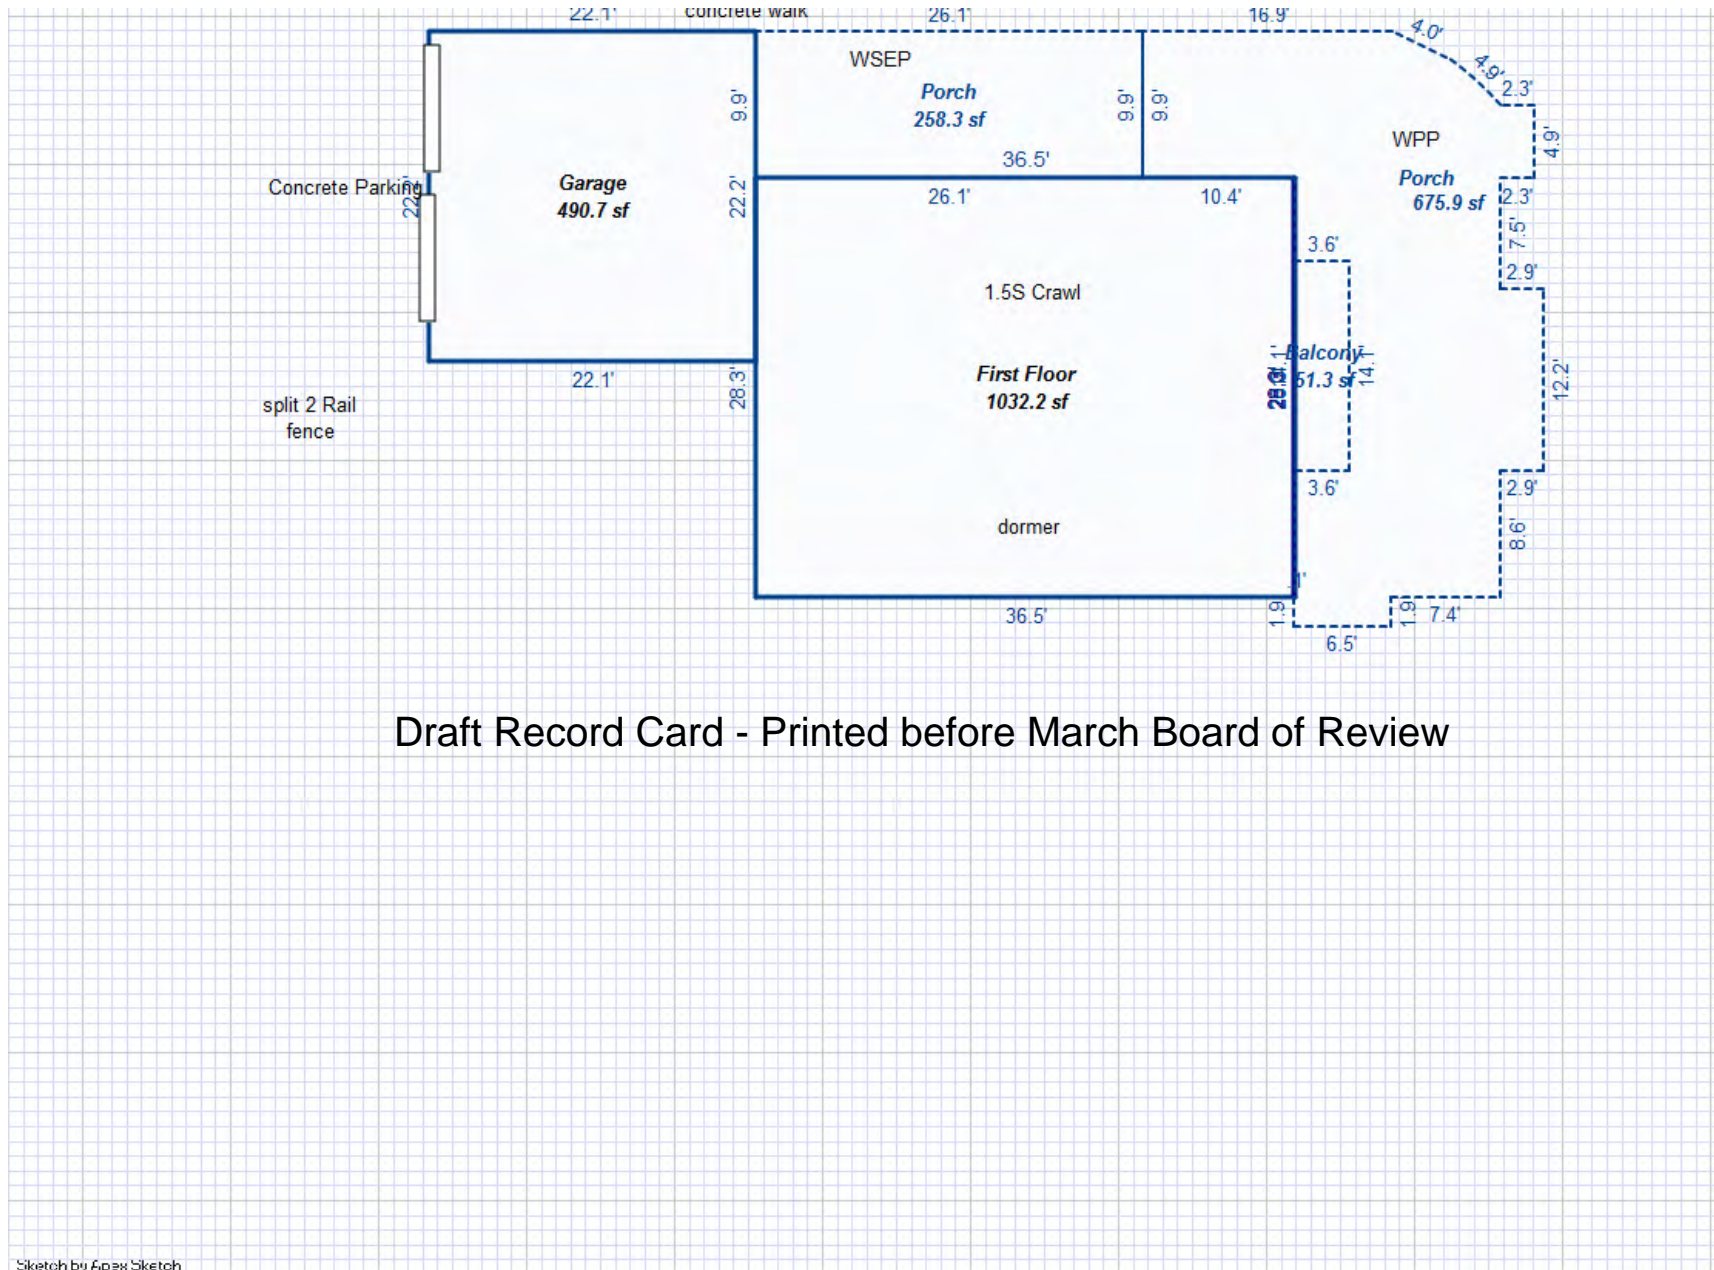 22.1'
concrete walk
26.1'
16.9'
4.0'
4.9'
2.3'
WSEP
Porch
258.3 sf
9.9'
9.9'
9.9'
4.9'
WPP
Porch
675.9 sf
36.5'
Concrete Parking
22.2'
Garage
490.7 sf
22.2'
26.1'
10.4'
2.3'
7.5'
3.6'
2.9'
1.5S Crawl
Balcony
51.3 sf
14.1'
12.2'
First Floor
1032.2 sf
22.1'
28.3'
split 2 Rail
fence
3.6'
2.9'
dormer
8.6'
36.5'
1.9'
1.9'
7.4'
6.5'
Draft Record Card - Printed before March Board of Review
Sketch by Apex Sketch